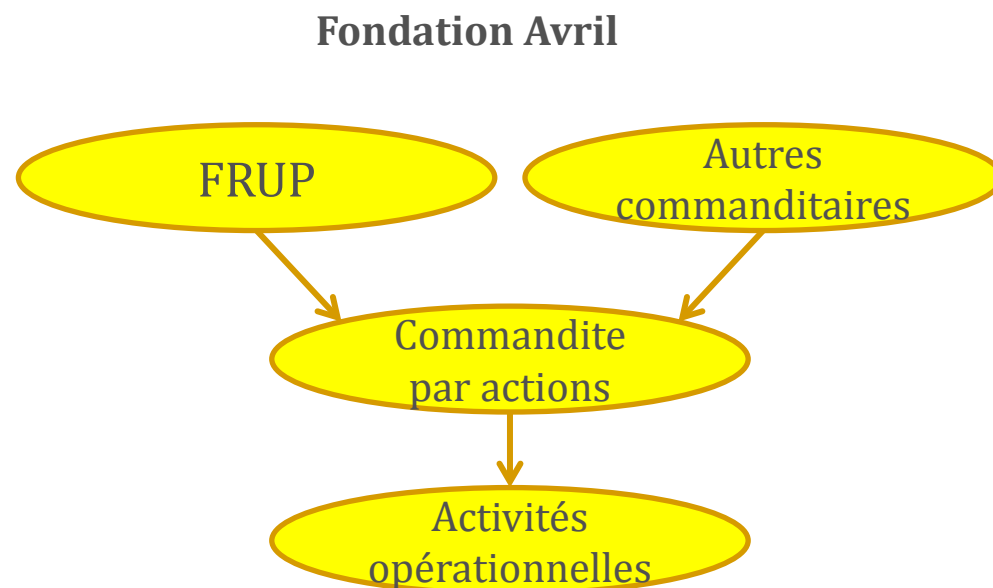 Fondation Avril
FRUP
Autres
commanditaires
Commandite
par actions
Activités
opérationnelles